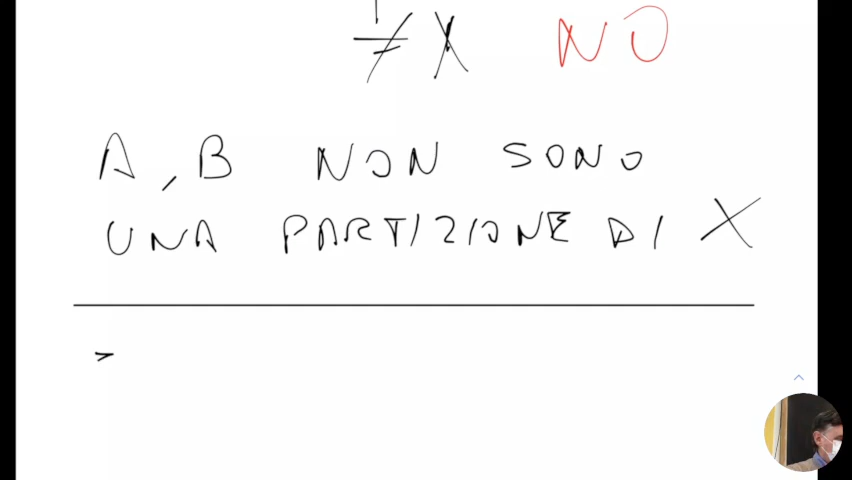 ≠ X NO
A, B NON SONO
UNA PARTIZIONE DI X